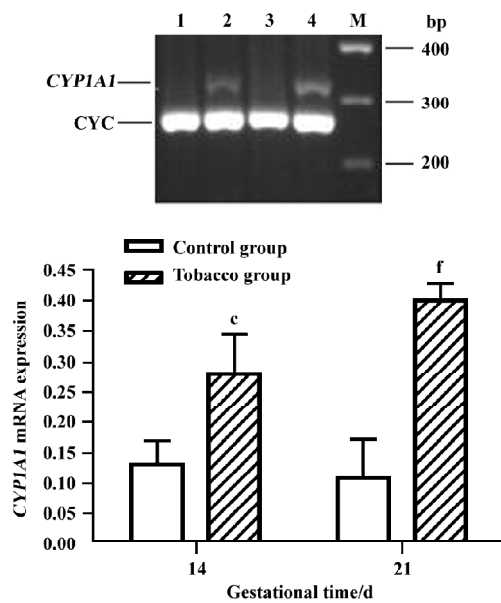 1 2 3 4 M bp
400
CYP1A1
300
CYC
200
Control group
Tobacco group
0.45
0.40
0.35
0.30
0.25
0.20
0.15
0.10
0.05
0.00
CYP1A1 mRNA expression
c
f
14 21
Gestational time/d